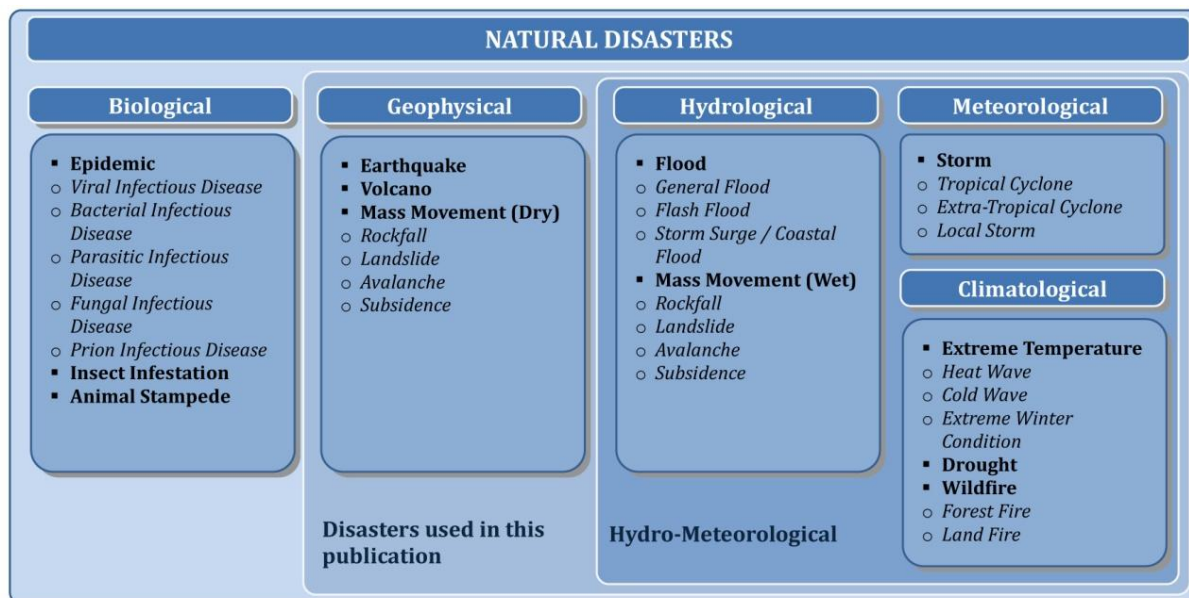 NATURAL DISASTERS
Biological
▪ Epidemic
○ Viral Infectious Disease
○ Bacterial Infectious
Disease
○ Parasitic Infectious
Disease
○ Fungal Infectious
Disease
○ Prion Infectious Disease
▪ Insect Infestation
▪ Animal Stampede
Geophysical
▪ Earthquake
▪ Volcano
▪ Mass Movement (Dry)
○ Rockfall
○ Landslide
○ Avalanche
○ Subsidence
Hydrological
▪ Flood
○ General Flood
○ Flash Flood
○ Storm Surge / Coastal
Flood
▪ Mass Movement (Wet)
○ Rockfall
○ Landslide
○ Avalanche
○ Subsidence
Meteorological
▪ Storm
○ Tropical Cyclone
○ Extra-Tropical Cyclone
○ Local Storm
Climatological
▪ Extreme Temperature
○ Heat Wave
○ Cold Wave
○ Extreme Winter
Condition
▪ Drought
▪ Wildfire
○ Forest Fire
○ Land Fire
Disasters used in this
publication
Hydro-Meteorological